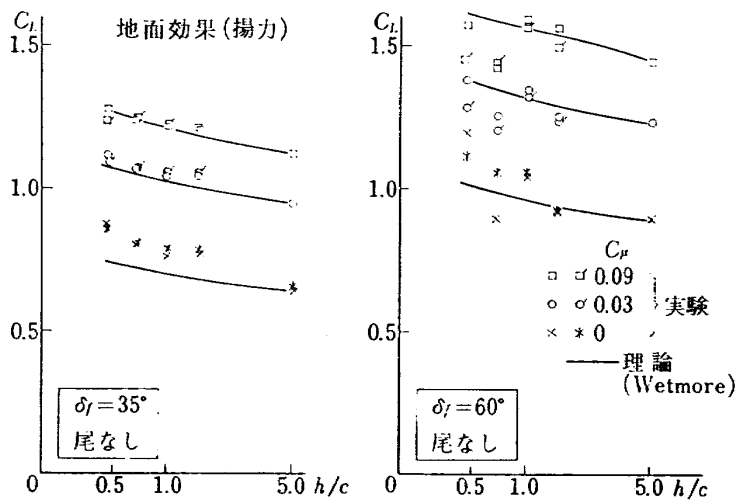 C_L 地面効果(揚力)
1.5
1.0
0.5
δ_f=35°
尾なし
0
0 0.5 1.0 5.0 h/c
C_L
1.5
1.0
0.5
C_μ
0.09
0.03 実験
0
理論
(Wetmore)
δ_f=60°
尾なし
0
0.5 1.0 5.0 h/c